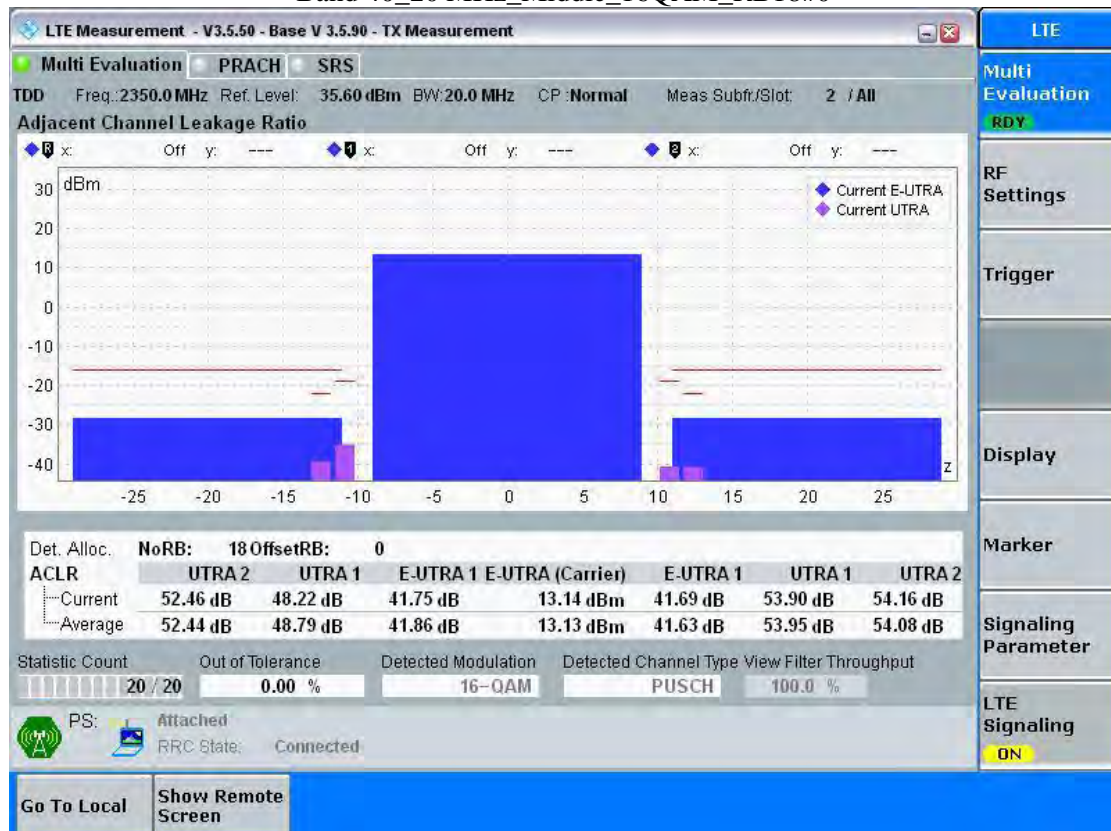 LTE Measurement - V3.5.50 - Base V 3.5.90 - TX Measurement
LTE
Multi Evaluation PRACH SRS
Multi Evaluation
RDY
TDD Freq.:2350.0 MHz Ref. Level: 35.60 dBm BW:20.0 MHz CP :Normal Meas Subfr./Slot: 2 / All
Adjacent Channel Leakage Ratio
R x: Off y: --- 1 x: Off y: --- 2 x: Off y: ---
dBm
Current E-UTRA
Current UTRA
30
20
10
0
-10
-20
-30
-40
z
-25 -20 -15 -10 -5 0 5 10 15 20 25
RF Settings
Trigger
Display
Marker
Signaling Parameter
LTE Signaling
ON
Det. Alloc. NoRB: 18 OffsetRB: 0
ACLR UTRA 2 UTRA 1 E-UTRA 1 E-UTRA (Carrier) E-UTRA 1 UTRA 1 UTRA 2
Current 52.46 dB 48.22 dB 41.75 dB 13.14 dBm 41.69 dB 53.90 dB 54.16 dB
Average 52.44 dB 48.79 dB 41.86 dB 13.13 dBm 41.63 dB 53.95 dB 54.08 dB
Statistic Count Out of Tolerance Detected Modulation Detected Channel Type View Filter Throughput
20 / 20 0.00 % 16-QAM PUSCH 100.0 %
PS: Attached
RRC State: Connected
Go To Local
Show Remote Screen